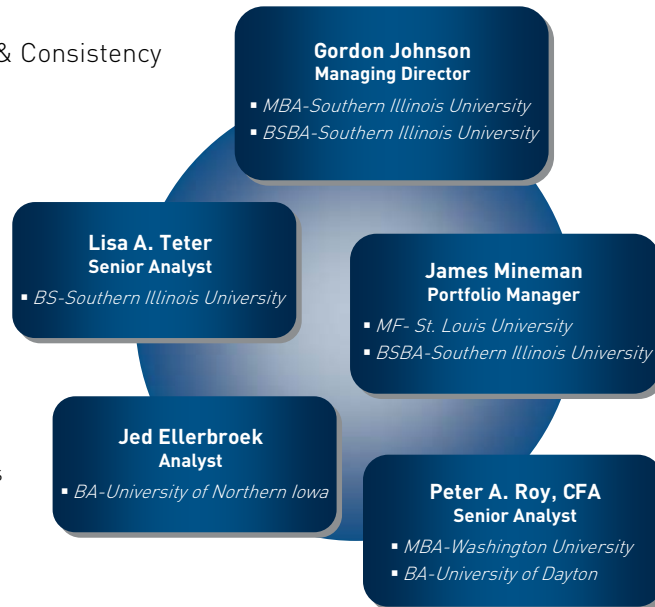 & Consistency
Gordon Johnson
Managing Director
▪ MBA-Southern Illinois University
▪ BSBA-Southern Illinois University
Lisa A. Teter
Senior Analyst
▪ BS-Southern Illinois University
James Mineman
Portfolio Manager
▪ MF- St. Louis University
▪ BSBA-Southern Illinois University
Jed Ellerbroek
Analyst
▪ BA-University of Northern Iowa
s
Peter A. Roy, CFA
Senior Analyst
▪ MBA-Washington University
▪ BA-University of Dayton